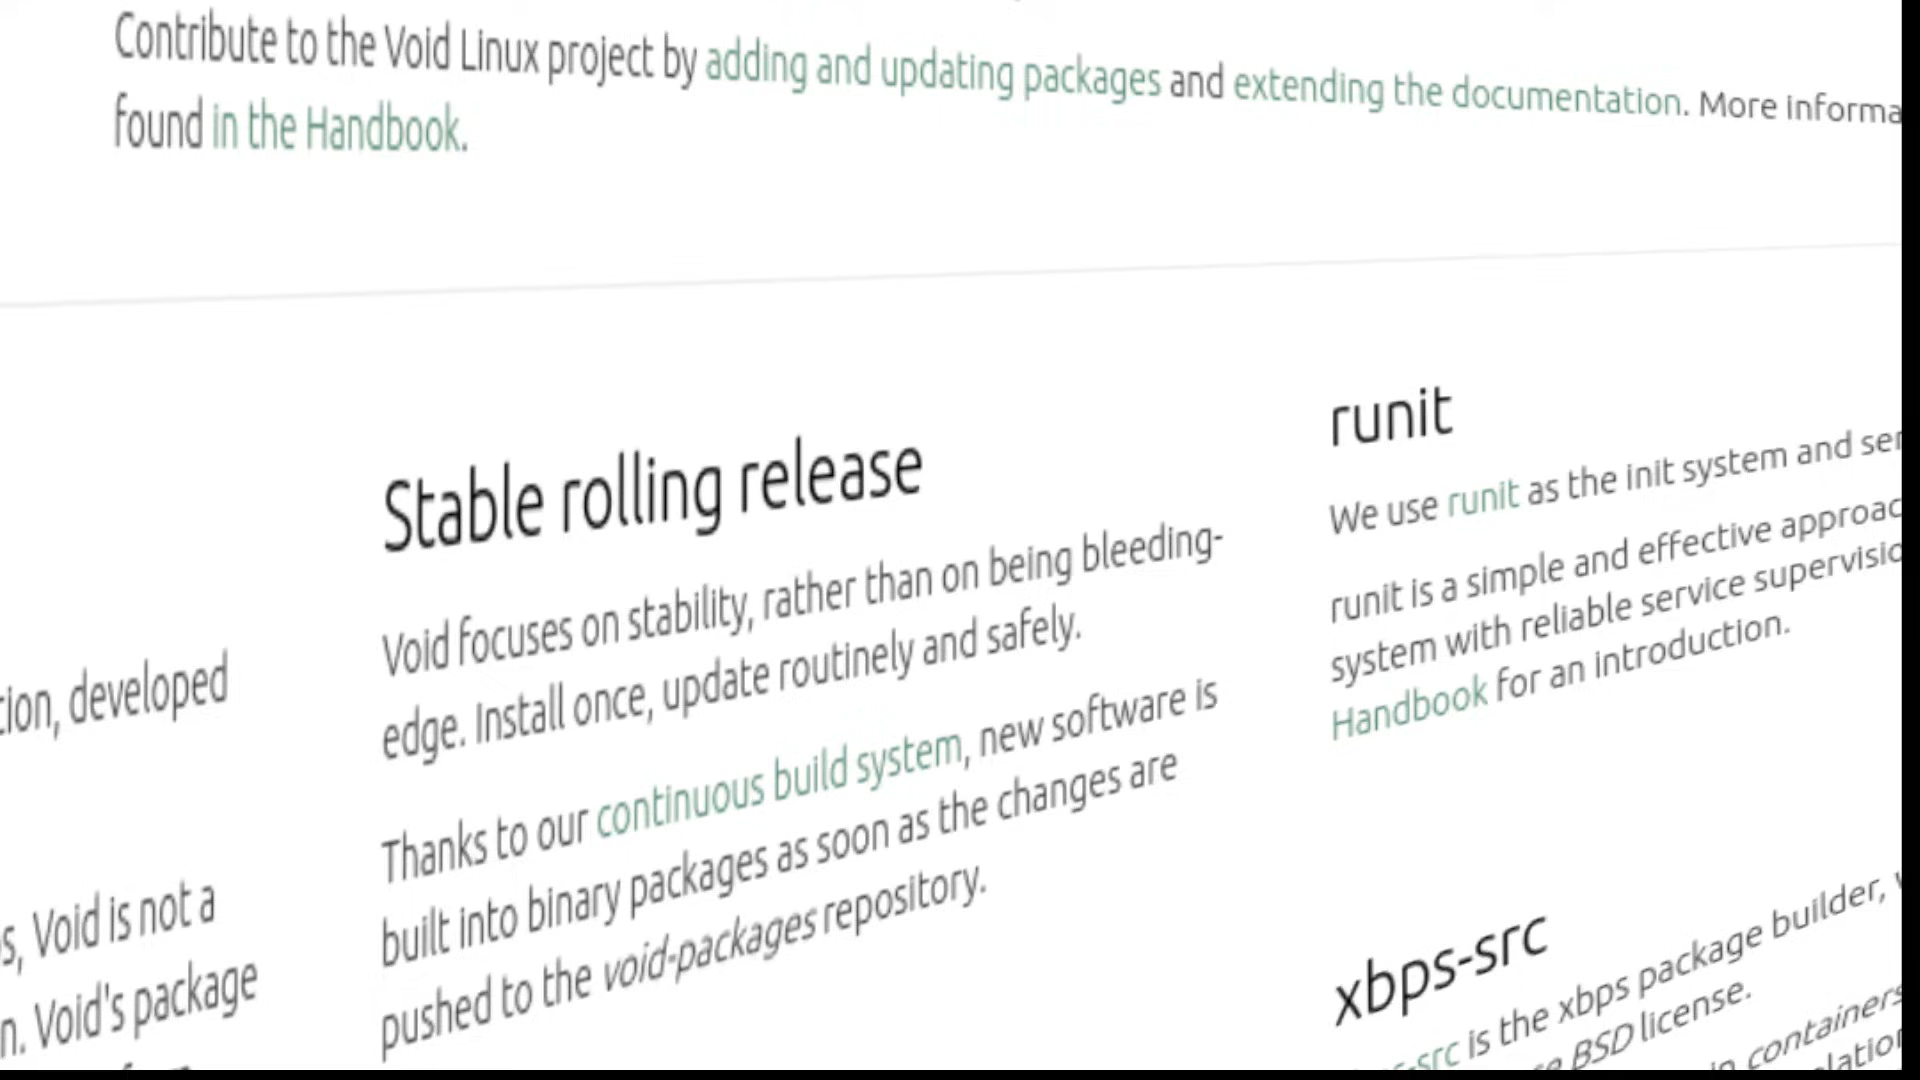 Contribute to the Void Linux project by adding and updating packages and extending the documentation. More informa
found in the Handbook.
tion, developed
s, Void is not a
n. Void's package
Stable rolling release
Void focuses on stability, rather than on being bleeding-
edge. Install once, update routinely and safely.
Thanks to our continuous build system, new software is
built into binary packages as soon as the changes are
pushed to the void-packages repository.
runit
We use runit as the init system and ser
runit is a simple and effective approac
system with reliable service supervisio
Handbook for an introduction.
xbps-src
s-src is the xbps package builder,
BSD license.
in containers